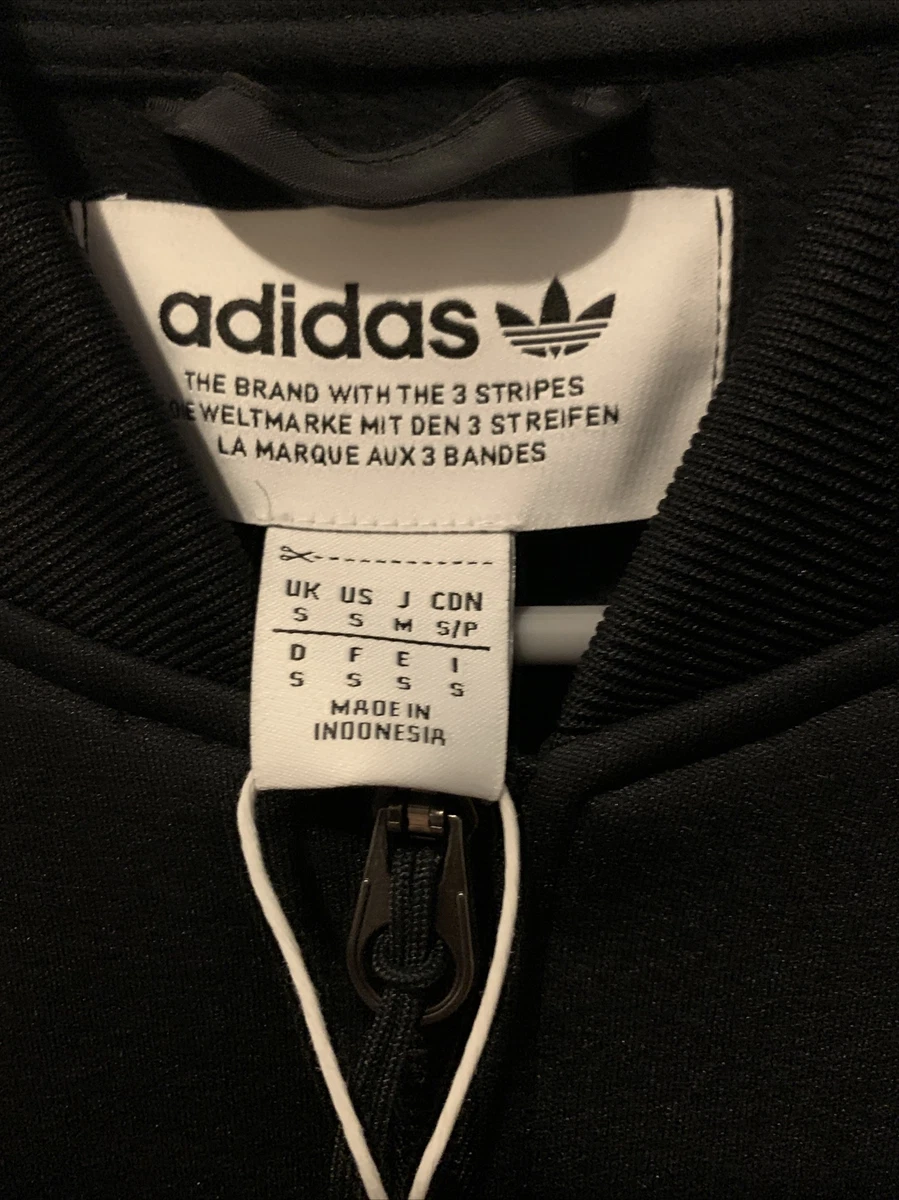 adidas
THE BRAND WITH THE 3 STRIPES
DIE WELTMARKE MIT DEN 3 STREIFEN
LA MARQUE AUX 3 BANDES
UK US J CDN
S S M S/P
D F E I
S S S S
MADE IN
INDONESIA